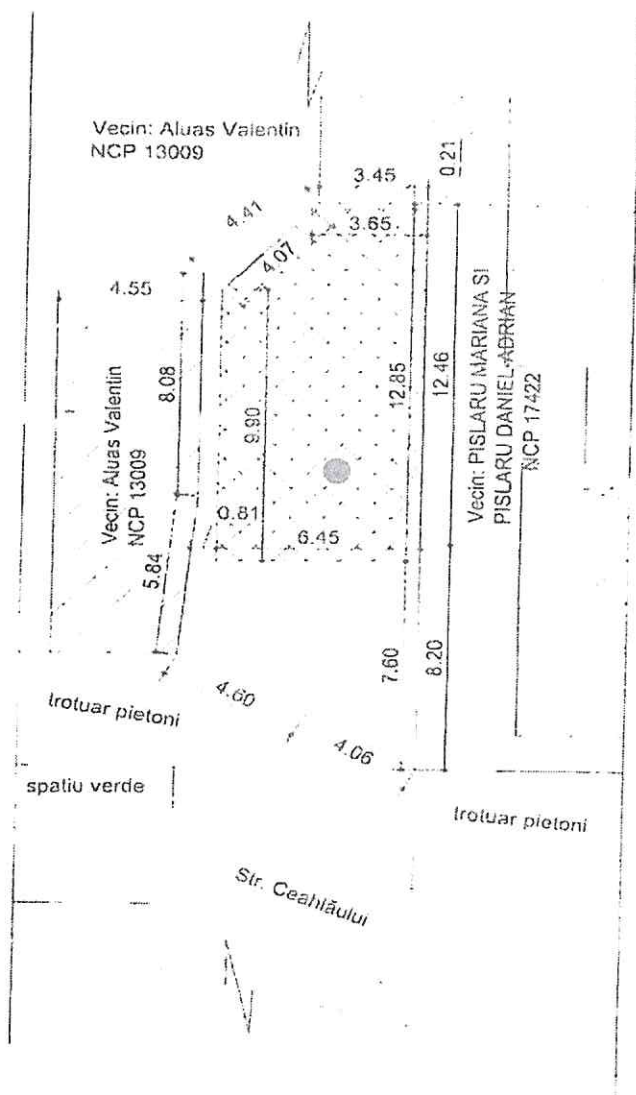 Vecin: Aluas Valentin
NCP 13009
3.45
0.21
4.41
3.65
4.07
4.55
8.08
9.90
12.85
12.46
Vecin: PISLARU MARIANA SI
PISLARU DANIEL-ADRIAN
NCP 17422
Vecin: Aluas Valentin
NCP 13009
0.81
6.45
5.84
7.60
8.20
4.60
4.06
trotuar pietoni
spatiu verde
trotuar pietoni
Str. Ceahlăului